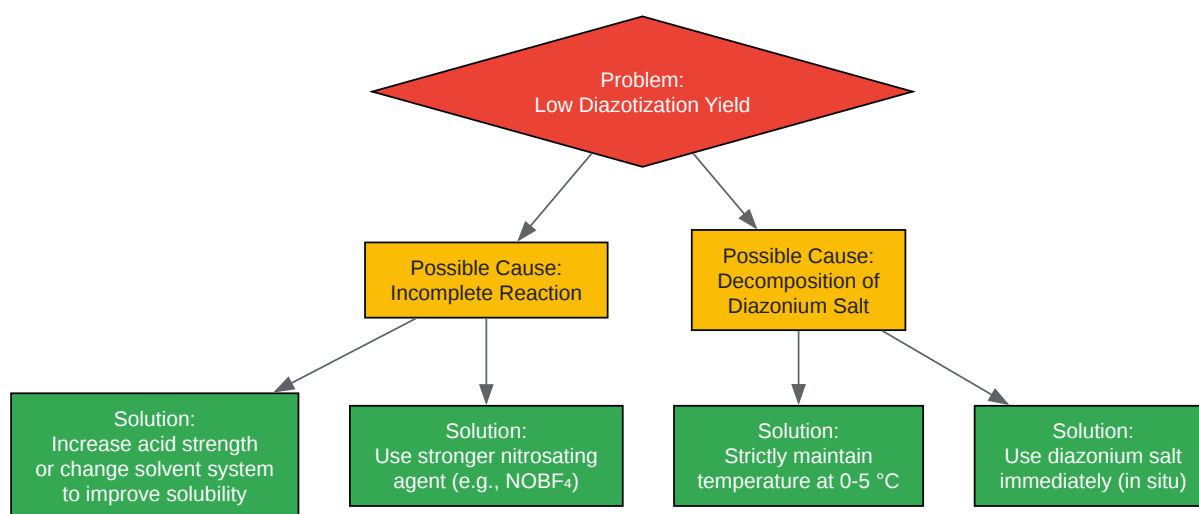 Problem:
Low Diazotization Yield
Possible Cause:
Incomplete Reaction
Possible Cause:
Decomposition of
Diazonium Salt
Solution:
Increase acid strength
or change solvent system
to improve solubility
Solution:
Use stronger nitrosating
agent (e.g., NOBF₄)
Solution:
Strictly maintain
temperature at 0-5 °C
Solution:
Use diazonium salt
immediately (in situ)